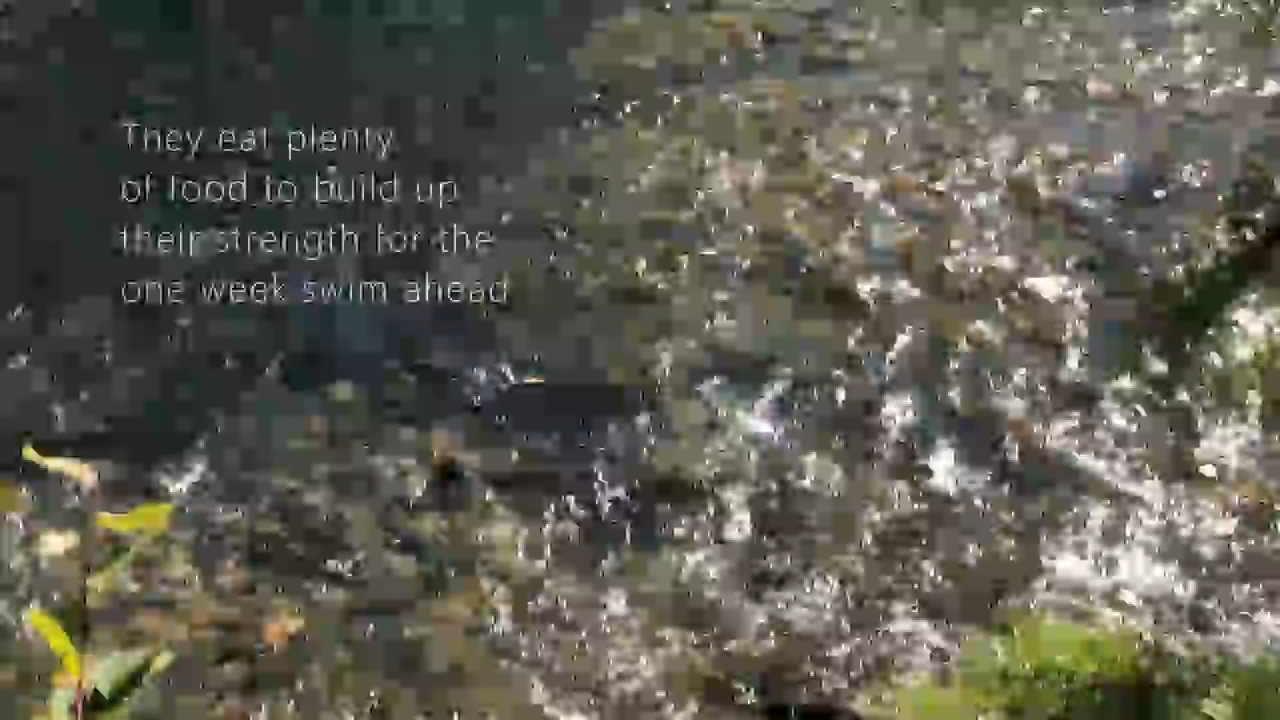 They eat plenty
of food to build up
their strength for the
one week swim ahead